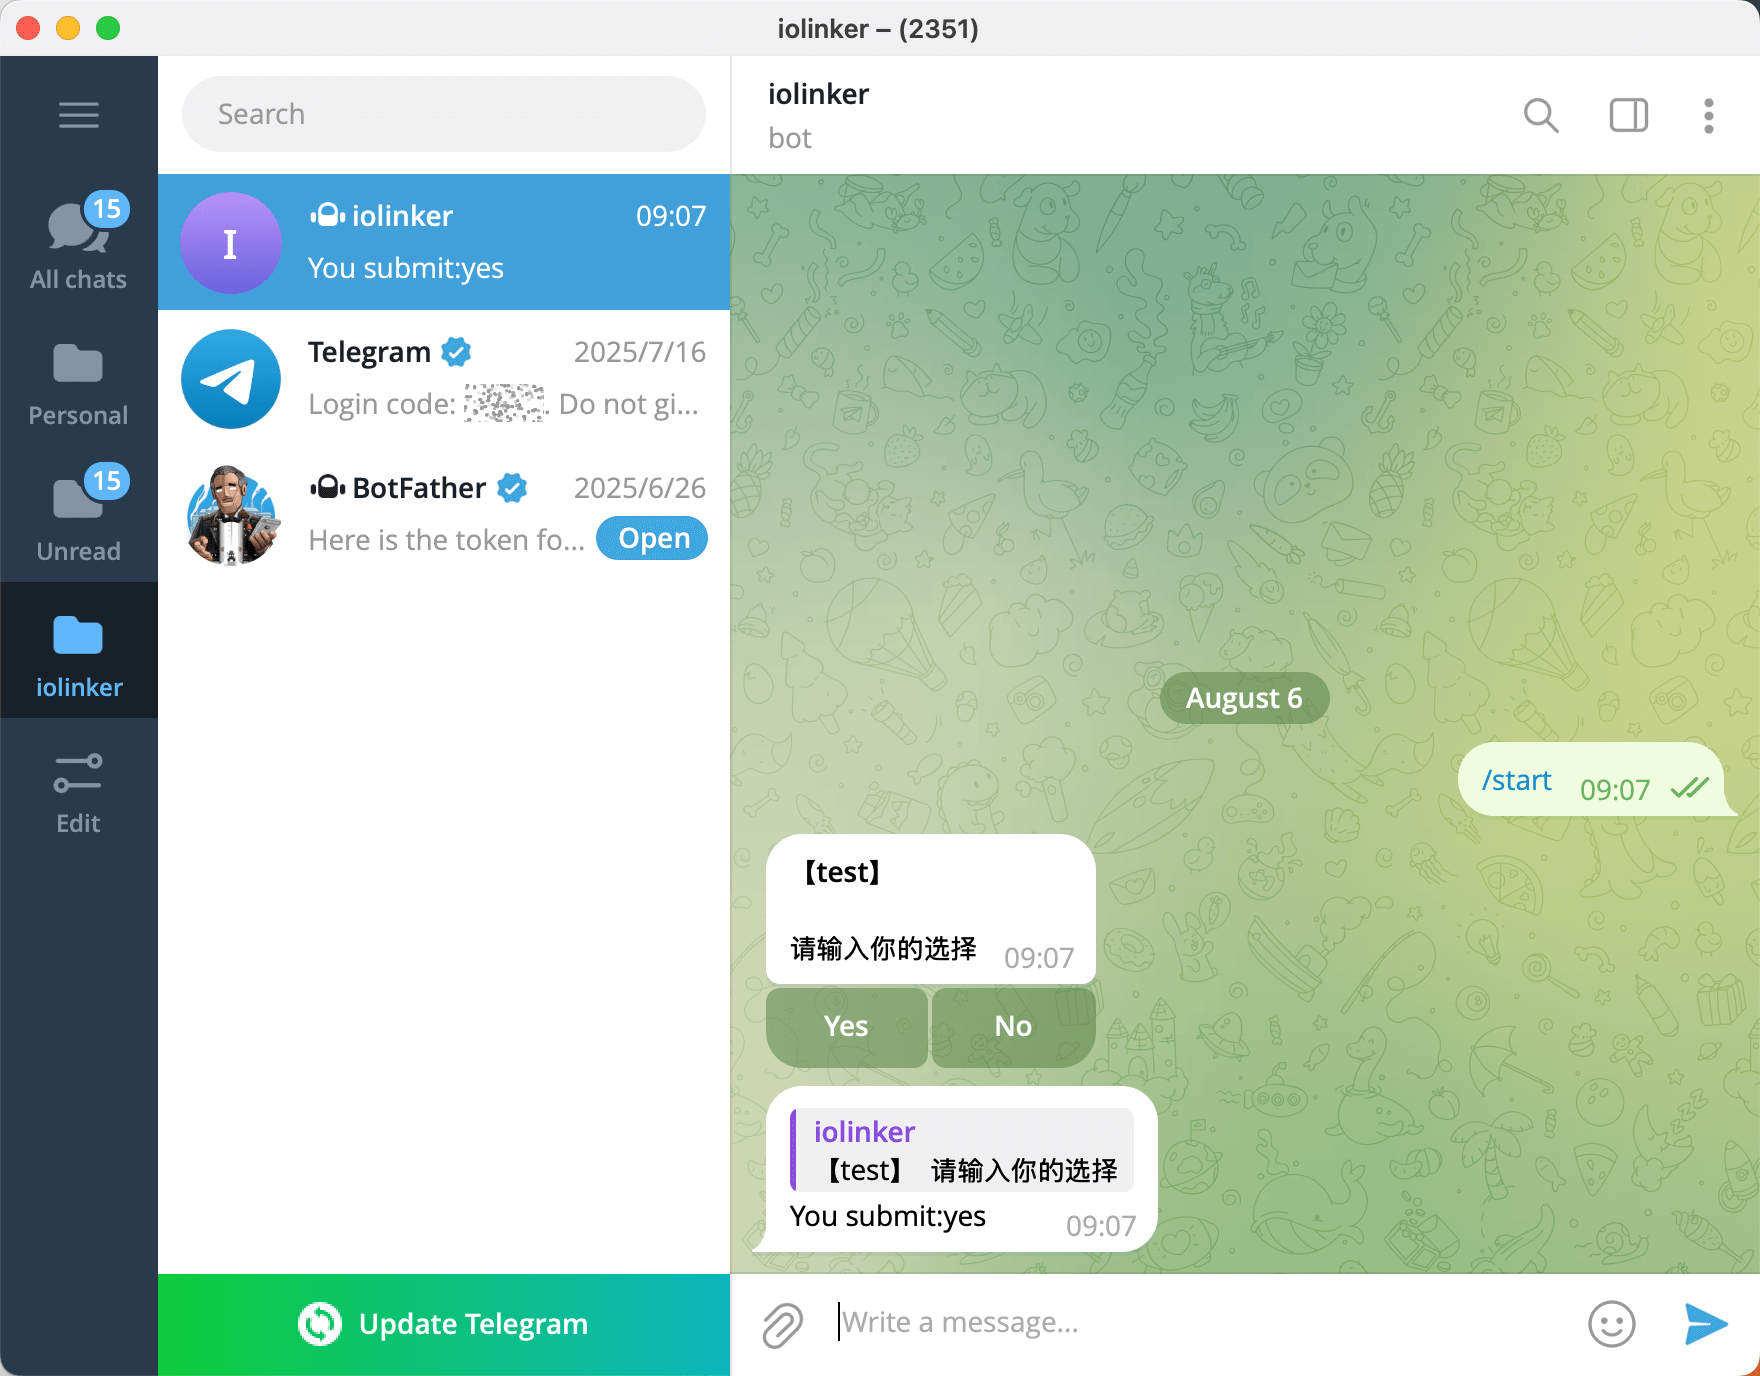 iolinker – (2351)
Search
iolinker
bot
15
All chats
Personal
15
Unread
iolinker
Edit
I
iolinker 09:07
You submit:yes
Telegram 2025/7/16
Login code: . Do not gi...
BotFather 2025/6/26
Here is the token fo... Open
August 6
/start 09:07
【test】
请输入你的选择 09:07
Yes No
iolinker
【test】 请输入你的选择
You submit:yes 09:07
Update Telegram
Write a message...